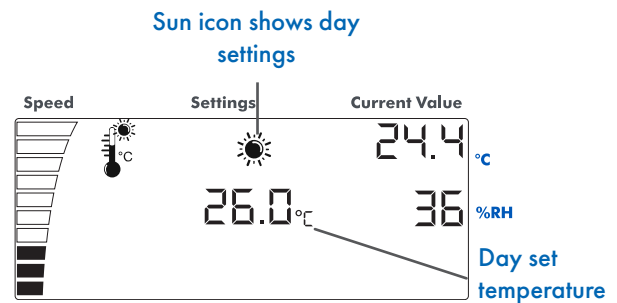 Sun icon shows day
settings
Speed Settings Current Value
°C 24.4 °C
26.0 °C 36 %RH
Day set
temperature